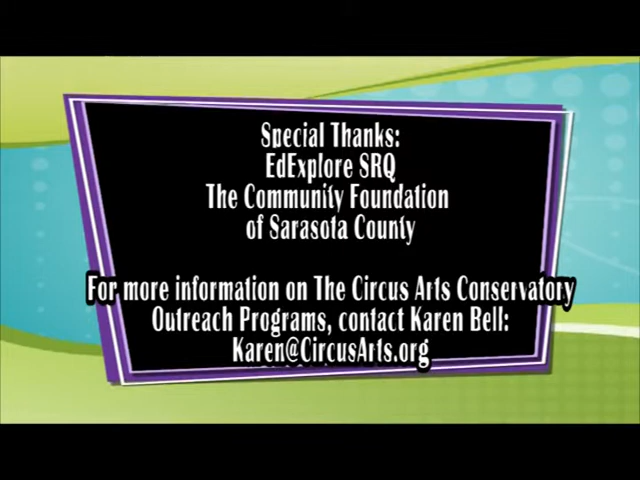 Special Thanks:
EdExplore SRQ
The Community Foundation
of Sarasota County
For more information on The Circus Arts Conservatory
Outreach Programs, contact Karen Bell:
Karen@CircusArts.org